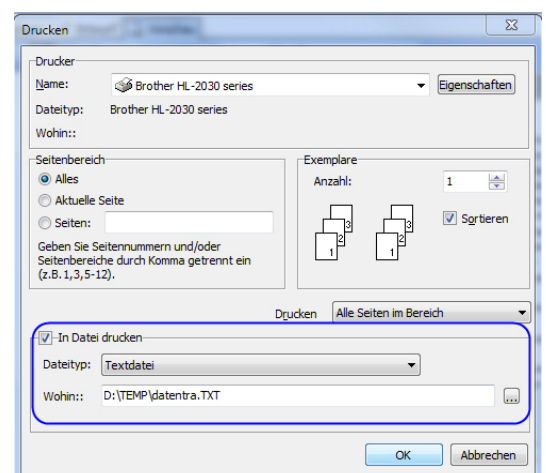 Drucken
Drucker
Name: Brother HL-2030 series Eigenschaften
Dateityp: Brother HL-2030 series
Wohin::
Seitenbereich
Alles
Aktuelle Seite
Seiten:
Geben Sie Seitennummern und/oder
Seitenbereiche durch Komma getrennt ein
(z.B.1,3,5-12).
Exemplare
Anzahl: 1
1 2 3 1 2 3 Sortieren
Drucken Alle Seiten im Bereich
In Datei drucken
Dateityp: Textdatei
Wohin:: D:\TEMP\datentra.TXT ...
OK Abbrechen